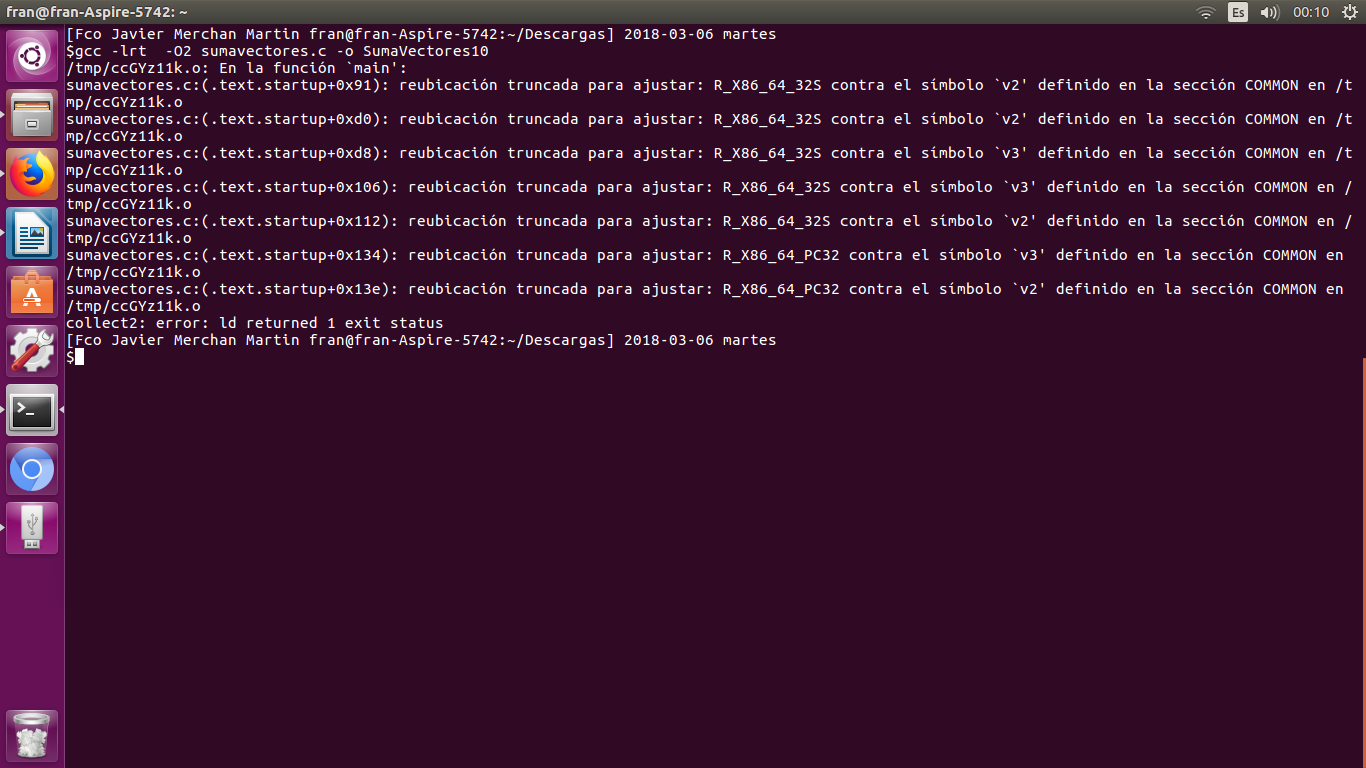 fran@fran-Aspire-5742: ~
Es
00:10
[Fco Javier Merchan Martin fran@fran-Aspire-5742:~/Descargas] 2018-03-06 martes
$gcc -lrt  -O2 sumavectores.c -o SumaVectores10
/tmp/ccGYz11k.o: En la función `main':
sumavectores.c:(.text.startup+0x91): reubicación truncada para ajustar: R_X86_64_32S contra el símbolo `v2' definido en la sección COMMON en /t
mp/ccGYz11k.o
sumavectores.c:(.text.startup+0xd0): reubicación truncada para ajustar: R_X86_64_32S contra el símbolo `v2' definido en la sección COMMON en /t
mp/ccGYz11k.o
sumavectores.c:(.text.startup+0xd8): reubicación truncada para ajustar: R_X86_64_32S contra el símbolo `v3' definido en la sección COMMON en /t
mp/ccGYz11k.o
sumavectores.c:(.text.startup+0x106): reubicación truncada para ajustar: R_X86_64_32S contra el símbolo `v3' definido en la sección COMMON en /
tmp/ccGYz11k.o
sumavectores.c:(.text.startup+0x112): reubicación truncada para ajustar: R_X86_64_32S contra el símbolo `v2' definido en la sección COMMON en /
tmp/ccGYz11k.o
sumavectores.c:(.text.startup+0x134): reubicación truncada para ajustar: R_X86_64_PC32 contra el símbolo `v3' definido en la sección COMMON en
/tmp/ccGYz11k.o
sumavectores.c:(.text.startup+0x13e): reubicación truncada para ajustar: R_X86_64_PC32 contra el símbolo `v2' definido en la sección COMMON en
/tmp/ccGYz11k.o
collect2: error: ld returned 1 exit status
[Fco Javier Merchan Martin fran@fran-Aspire-5742:~/Descargas] 2018-03-06 martes
$